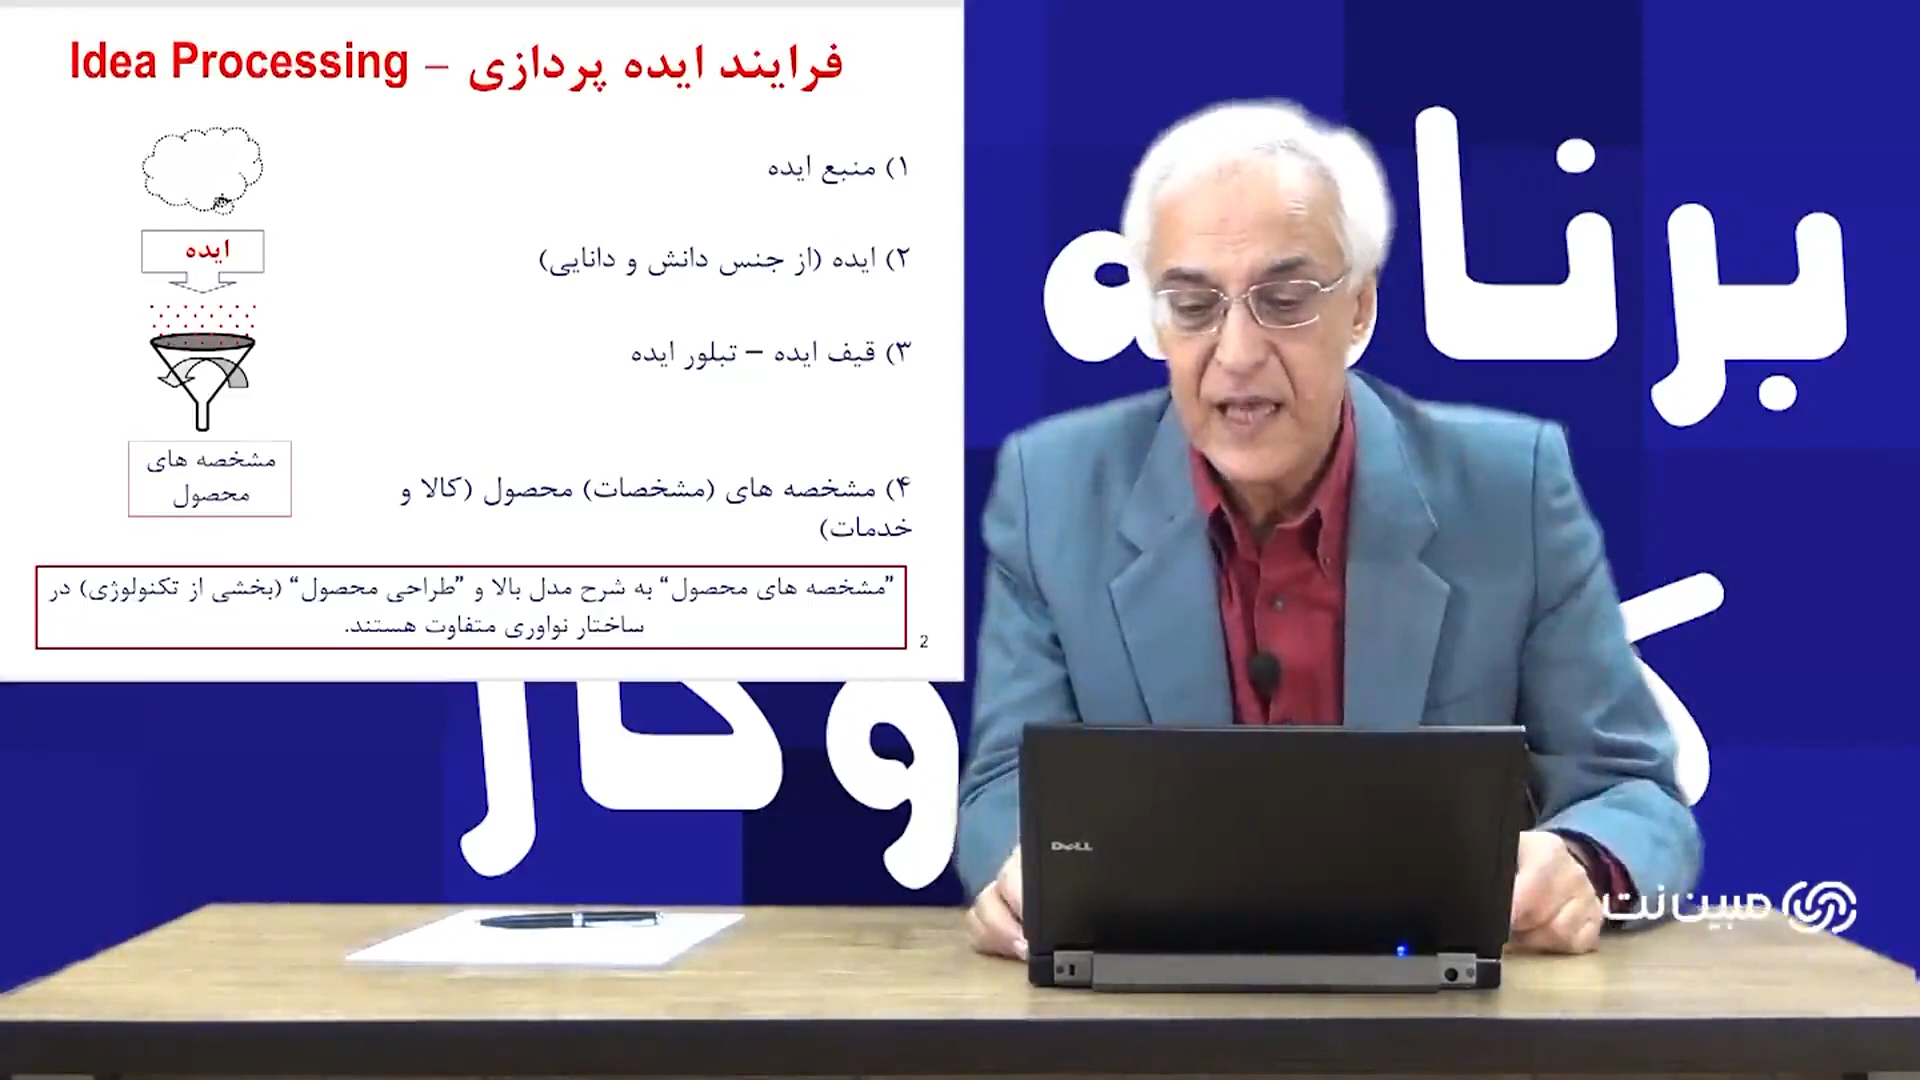 فرایند ایده پردازی – Idea Processing
۱) منبع ایده
ایده
۲) ایده (از جنس دانش و دانایی)
۳) قیف ایده – تبلور ایده
مشخصه های
محصول
۴) مشخصه های (مشخصات) محصول (کالا و
خدمات)
”مشخصه های محصول“ به شرح مدل بالا و ”طراحی محصول“ (بخشی از تکنولوژی) در
ساختار نواوری متفاوت هستند.
2
برنامه
وکار
DELL
مبین نت